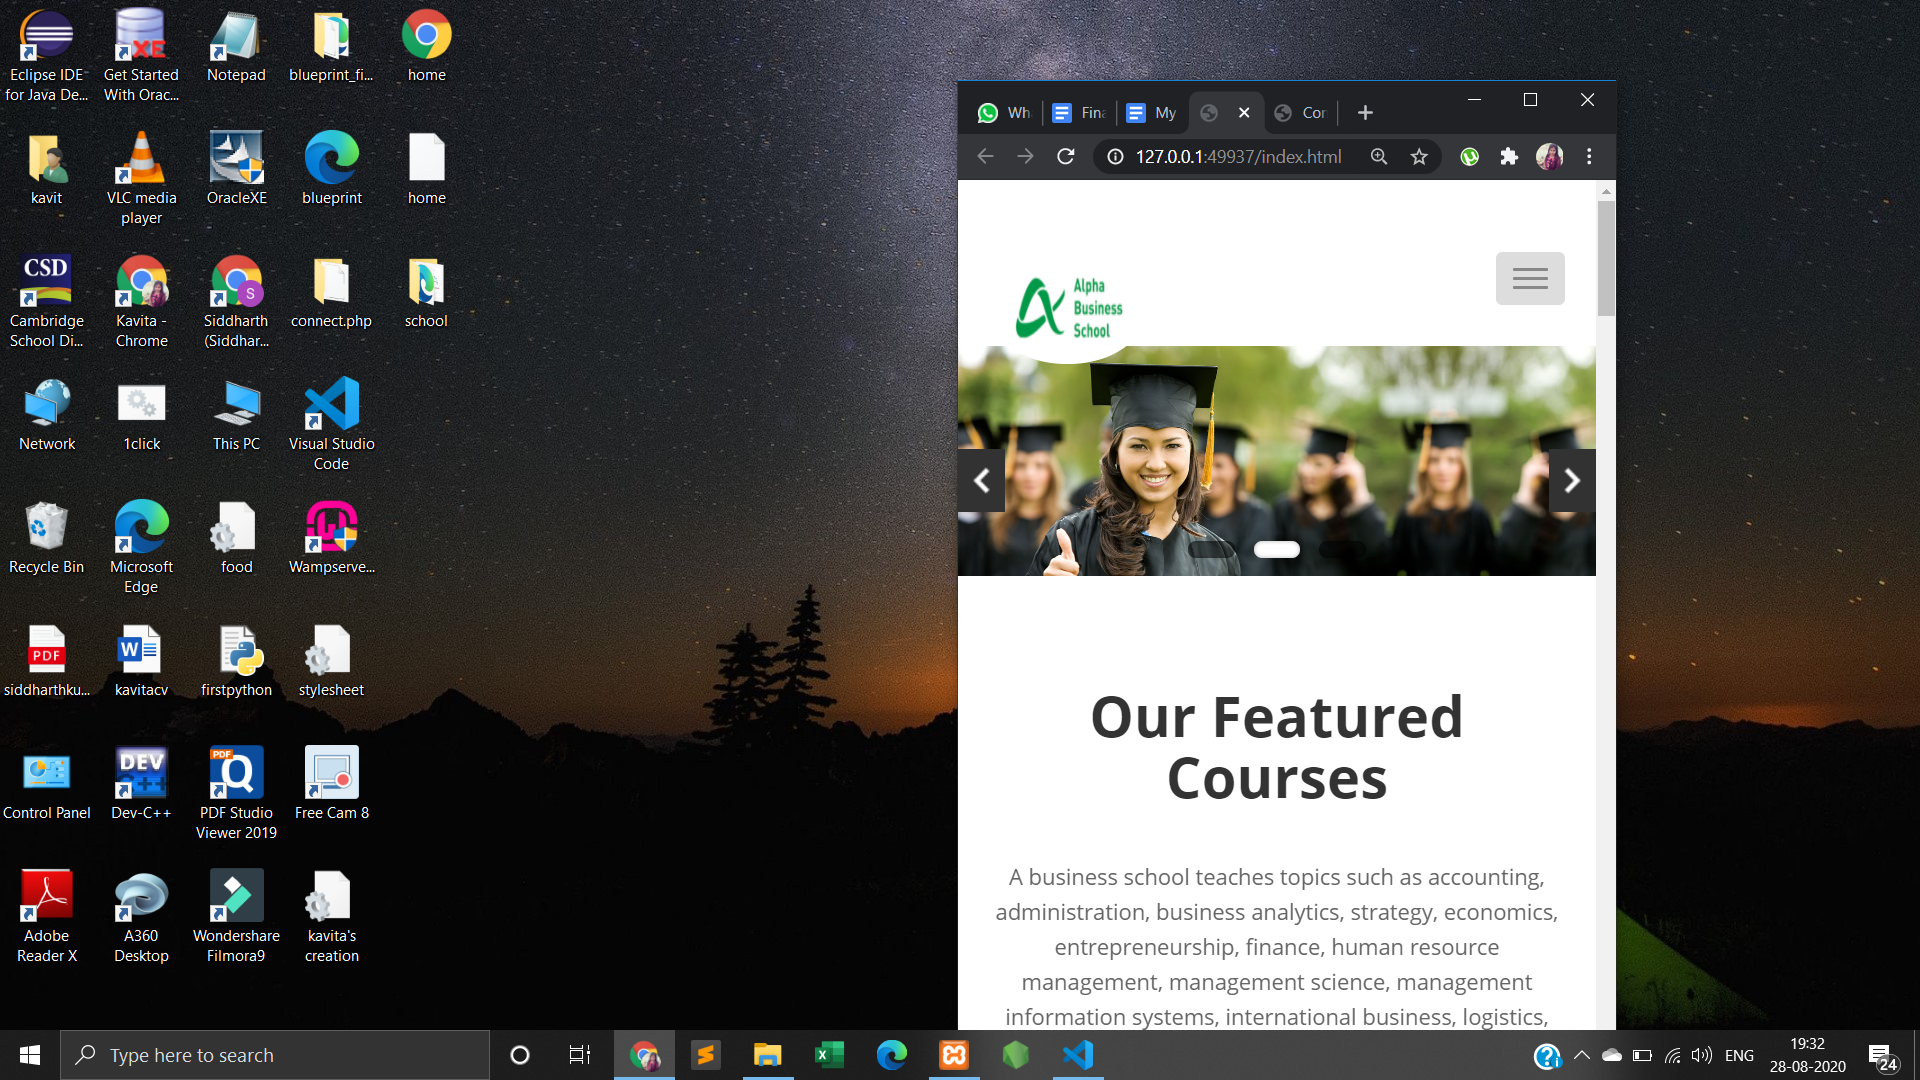 Eclipse IDE
for Java De...
Get Started
With Orac...
XE
Notepad
blueprint_fi...
home
kavit
VLC media
player
OracleXE
blueprint
home
CSD
Cambridge
School Di...
Kavita -
Chrome
S
Siddharth
(Siddhar...
connect.php
school
Network
1click
This PC
Visual Studio
Code
Recycle Bin
Microsoft
Edge
food
Wampserve...
PDF
siddharthku...
W
kavitacv
firstpython
stylesheet
Control Panel
DEV
C++
Dev-C++
PDF
Q
PDF Studio
Viewer 2019
Free Cam 8
Adobe
Reader X
A360
Desktop
Wondershare
Filmora9
kavita's
creation
Wh
Fina
My
Cor
127.0.0.1:49937/index.html
Alpha
Business
School
Our Featured
Courses
A business school teaches topics such as accounting,
administration, business analytics, strategy, economics,
entrepreneurship, finance, human resource
management, management science, management
information systems, international business, logistics,
Type here to search
ENG
19:32
28-08-2020
24